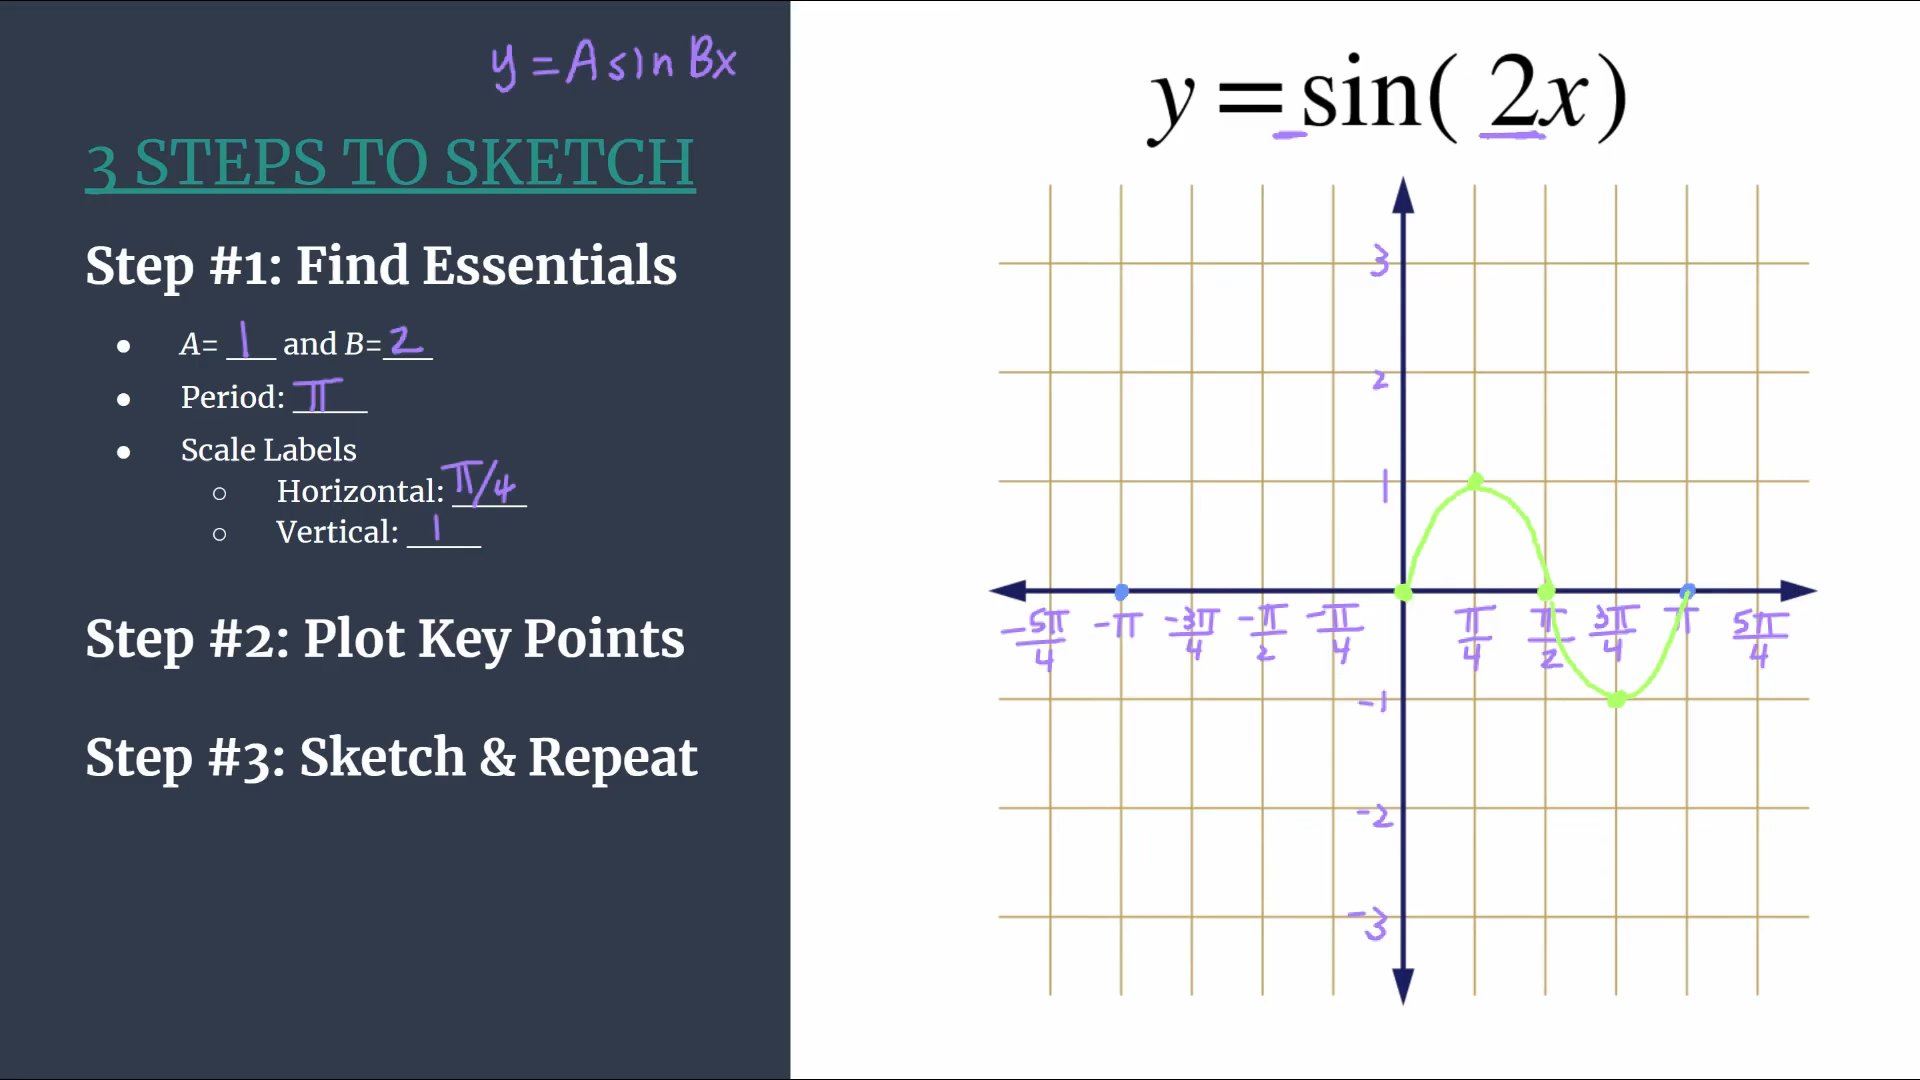 y = A sin Bx
3 STEPS TO SKETCH
Step #1: Find Essentials
● A= 1 and B= 2
● Period: π
● Scale Labels
○ Horizontal: π/4
○ Vertical: 1
Step #2: Plot Key Points
Step #3: Sketch & Repeat
y = sin( 2x)
3
2
1
-5π/4 -π -3π/4 -π/2 -π/4 π/4 π/2 3π/4 π 5π/4
-1
-2
-3